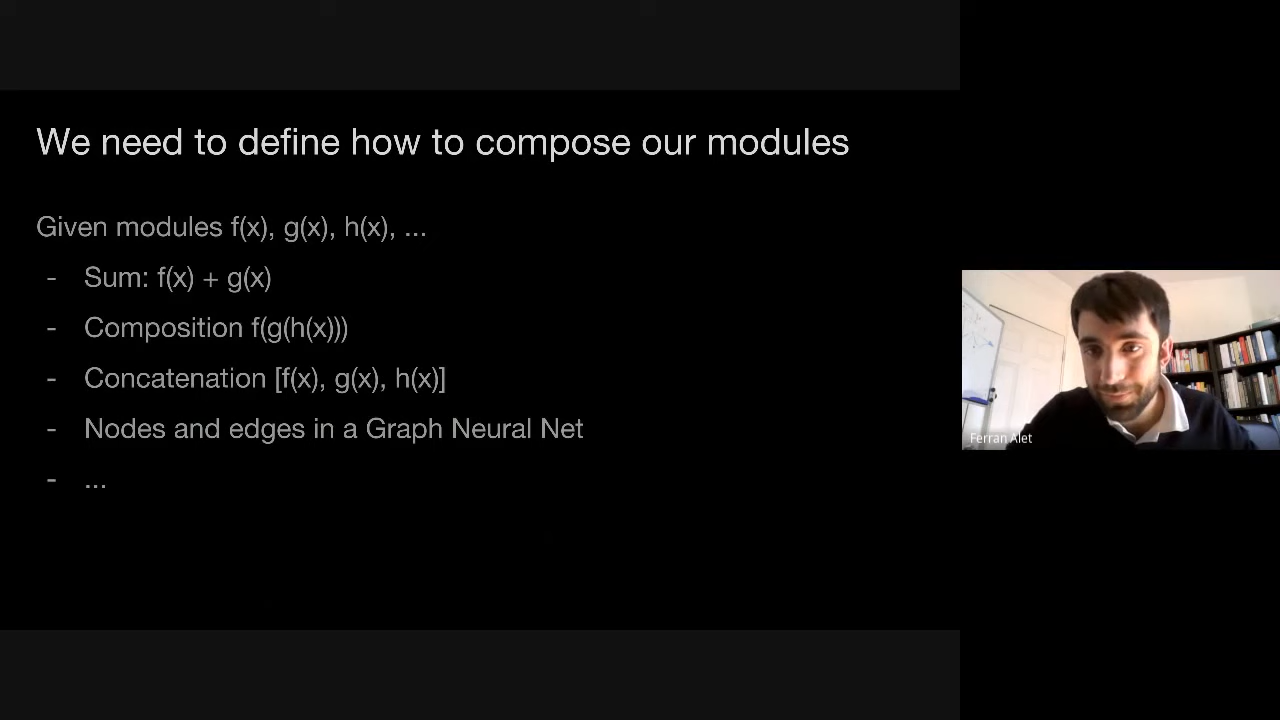 We need to define how to compose our modules
Given modules f(x), g(x), h(x), ...
- Sum: f(x) + g(x)
- Composition f(g(h(x)))
- Concatenation [f(x), g(x), h(x)]
- Nodes and edges in a Graph Neural Net
- ...
Ferran Alet